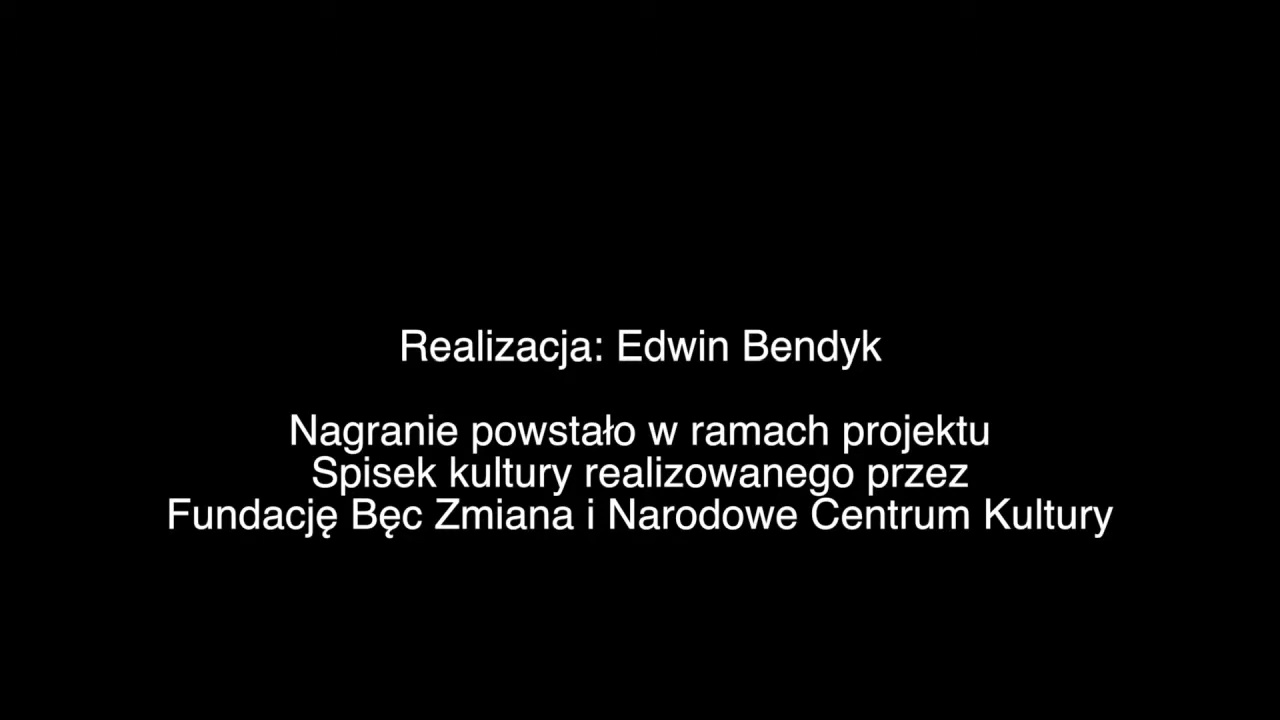 Realizacja: Edwin Bendyk
Nagranie powstało w ramach projektu
Spisek kultury realizowanego przez
Fundację Bęc Zmiana i Narodowe Centrum Kultury